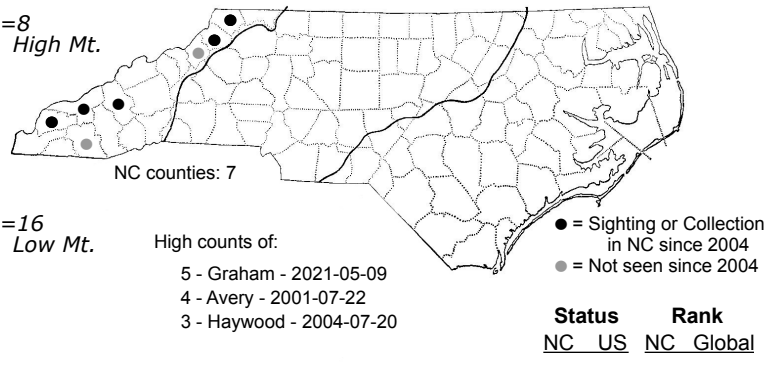 =8
High Mt.
NC counties: 7
=16
Low Mt.
High counts of:
5 - Graham - 2021-05-09
4 - Avery - 2001-07-22
3 - Haywood - 2004-07-20
● = Sighting or Collection
in NC since 2004
● = Not seen since 2004
Status Rank
NC US NC Global